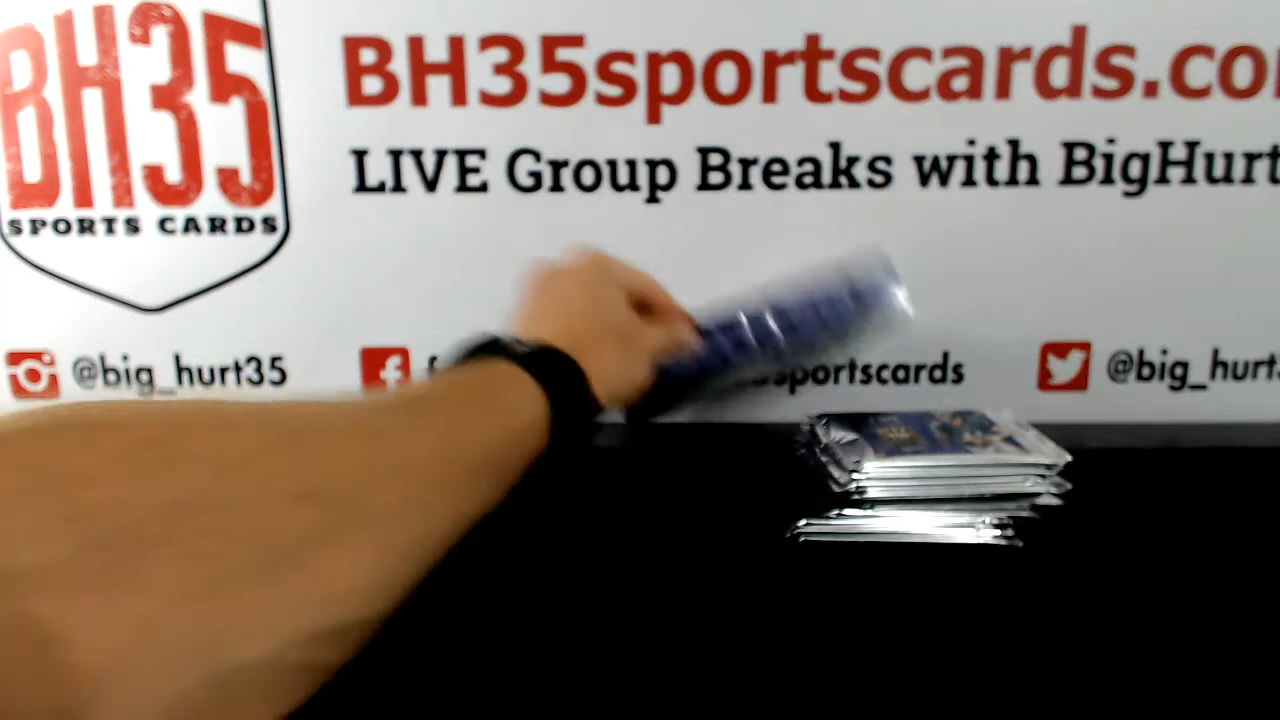 BH35
SPORTS CARDS
BH35sportscards.co
LIVE Group Breaks with BigHurt
@big_hurt35
sportscards
@big_hurt